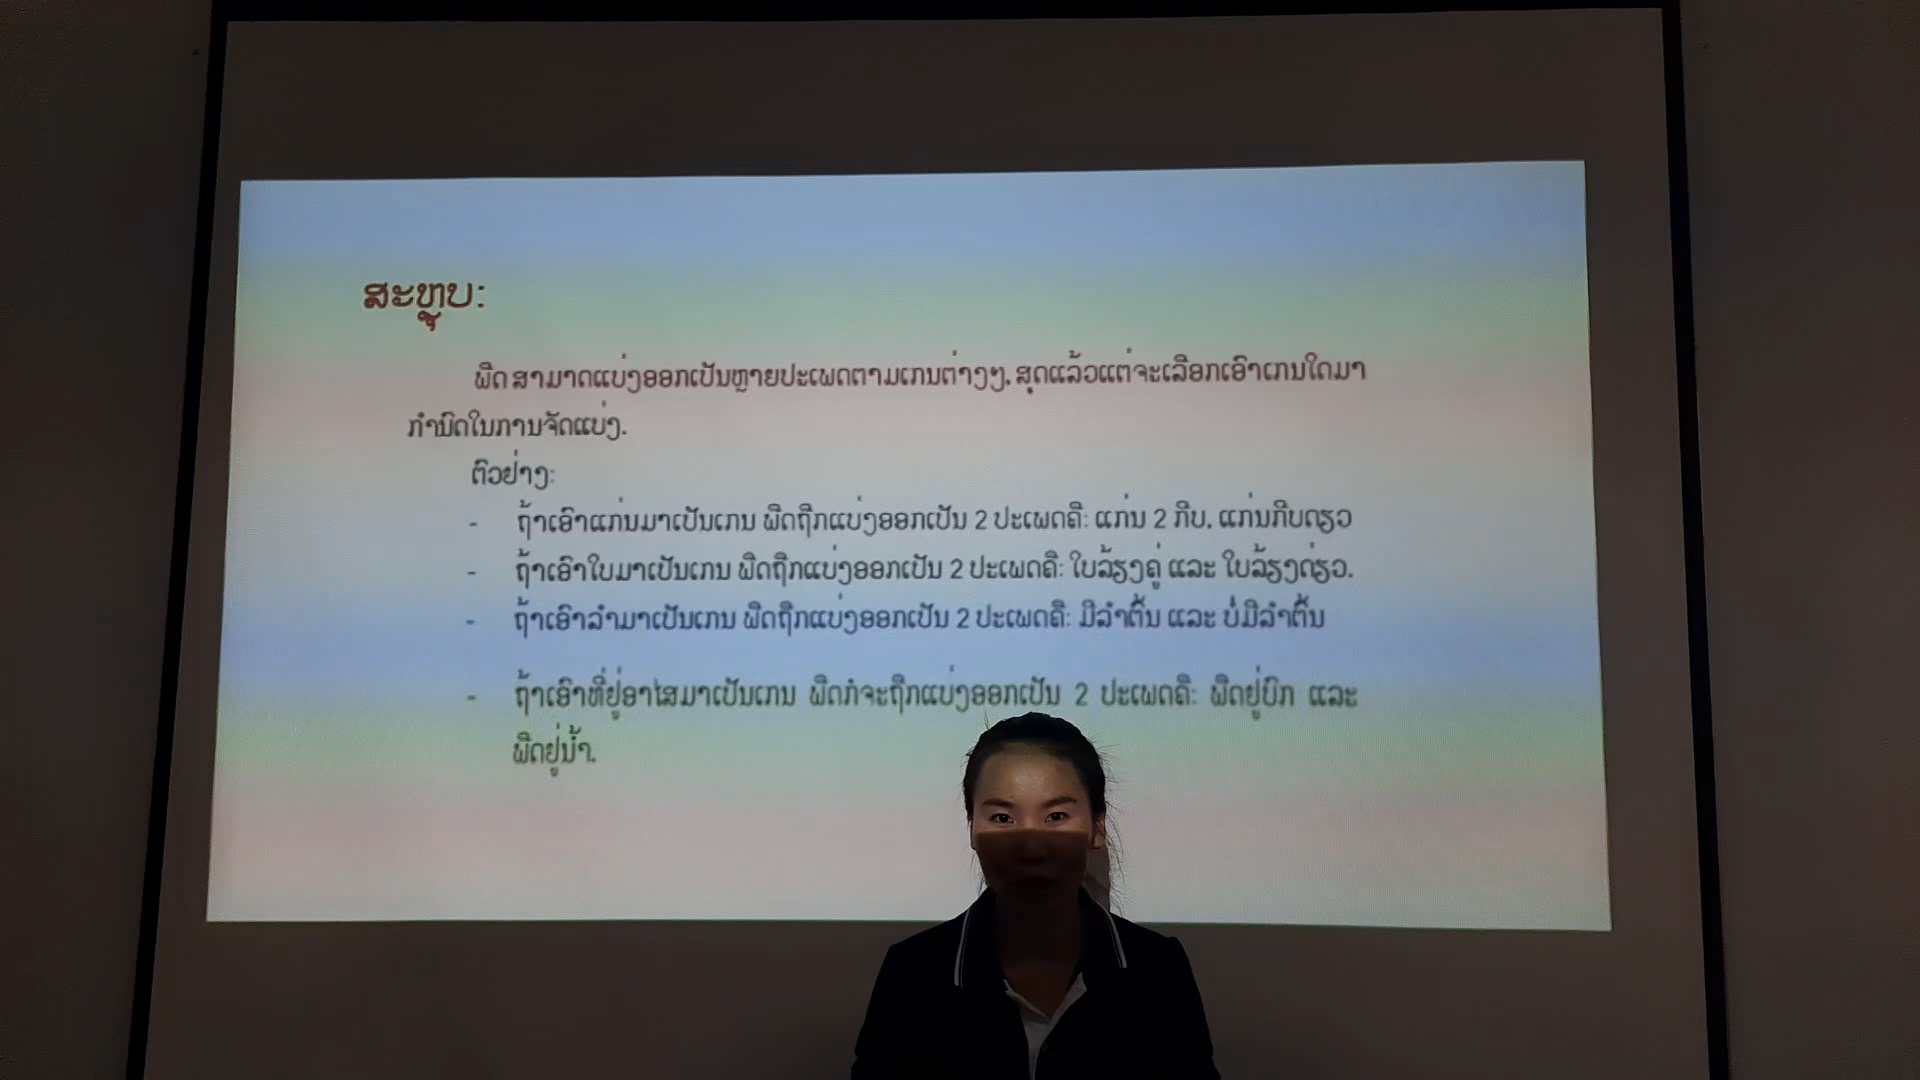 ສະຫຼຸບ:
ພືດ ສາມາດແບ່ງອອກເປັນຫຼາຍປະເພດຕາມເກນຕ່າງໆ, ສຸດແລ້ວແຕ່ຈະເລືອກເອົາເກນໃດມາ
ກຳນົດໃນການຈັດແບ່ງ.
ຕົວຢ່າງ:
- ຖ້າເອົາແກ່ນມາເປັນເກນ ພືດຖືກແບ່ງອອກເປັນ 2 ປະເພດຄື: ແກ່ນ 2 ກີບ, ແກ່ນກີບດຽວ
- ຖ້າເອົາໃບມາເປັນເກນ ພືດຖືກແບ່ງອອກເປັນ 2 ປະເພດຄື: ໃບລ້ຽງຄູ່ ແລະ ໃບລ້ຽງດ່ຽວ.
- ຖ້າເອົາລຳມາເປັນເກນ ພືດຖືກແບ່ງອອກເປັນ 2 ປະເພດຄື: ມີລຳຕົ້ນ ແລະ ບໍ່ມີລຳຕົ້ນ
- ຖ້າເອົາທີ່ຢູ່ອາໄສມາເປັນເກນ ພືດກໍຈະຖືກແບ່ງອອກເປັນ 2 ປະເພດຄື: ພືດຢູ່ບົກ ແລະ
ພືດຢູ່ນ້ຳ.